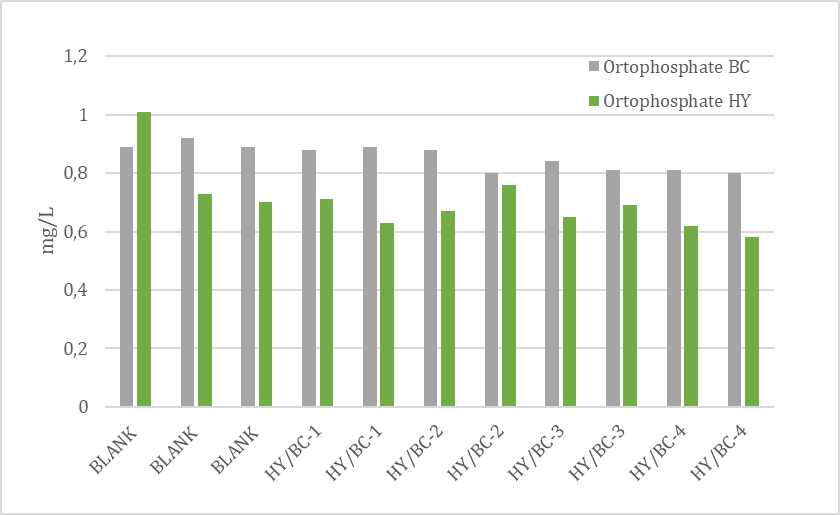 1,2
1
0,8
0,6
0,4
0,2
0
mg/L
Ortophosphate BC
Ortophosphate HY
BLANK
BLANK
BLANK
HY/BC-1
HY/BC-1
HY/BC-2
HY/BC-2
HY/BC-3
HY/BC-3
HY/BC-4
HY/BC-4